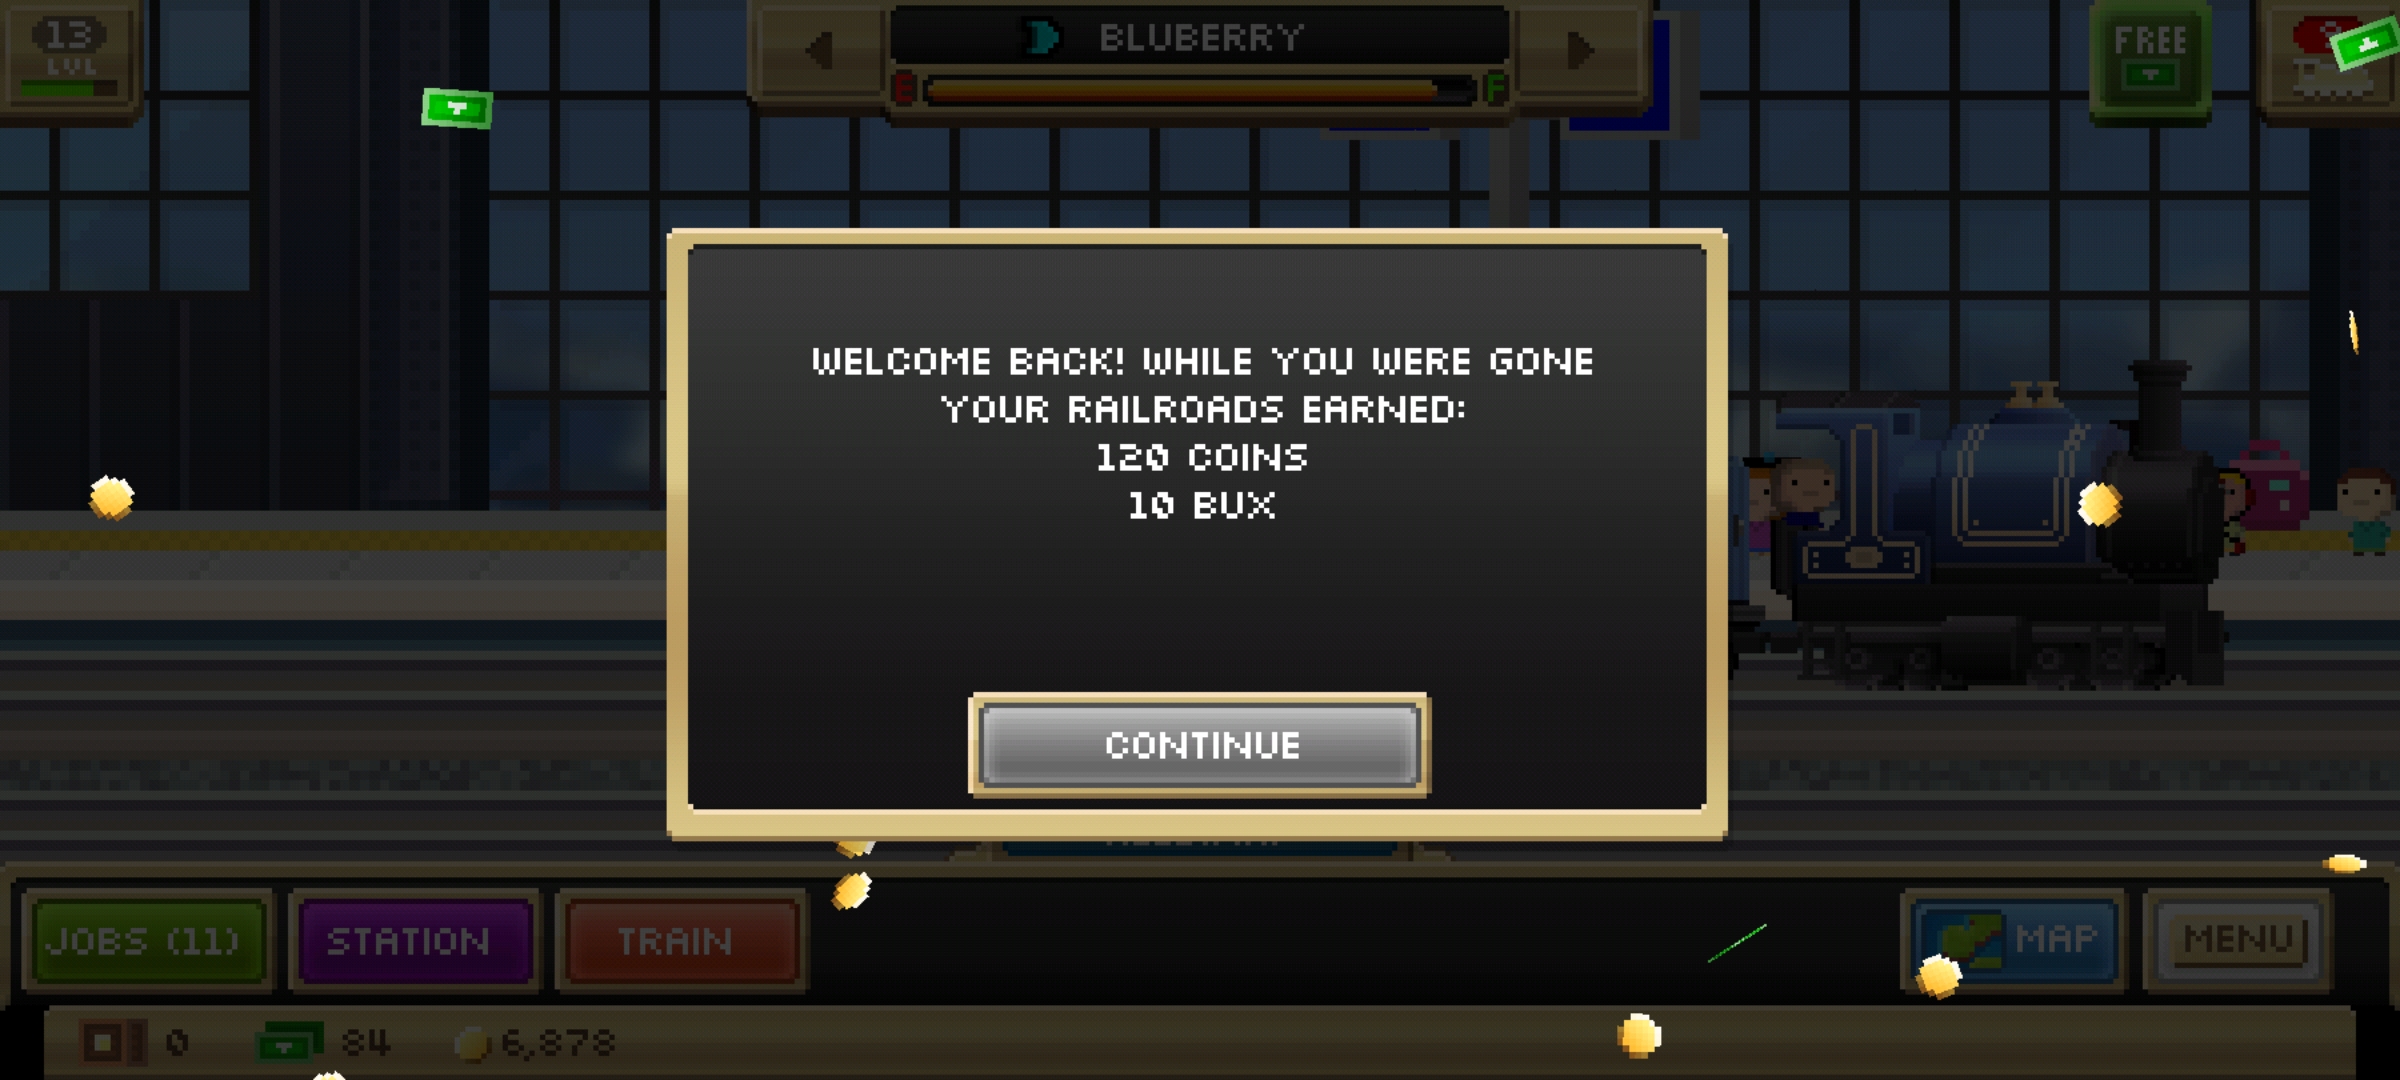 13
LVL
BLUBERRY
E
F
FREE
WELCOME BACK! WHILE YOU WERE GONE
YOUR RAILROADS EARNED:
120 COINS
10 BUX
CONTINUE
JOBS (11)
STATION
TRAIN
MAP
MENU
0
84
6,878